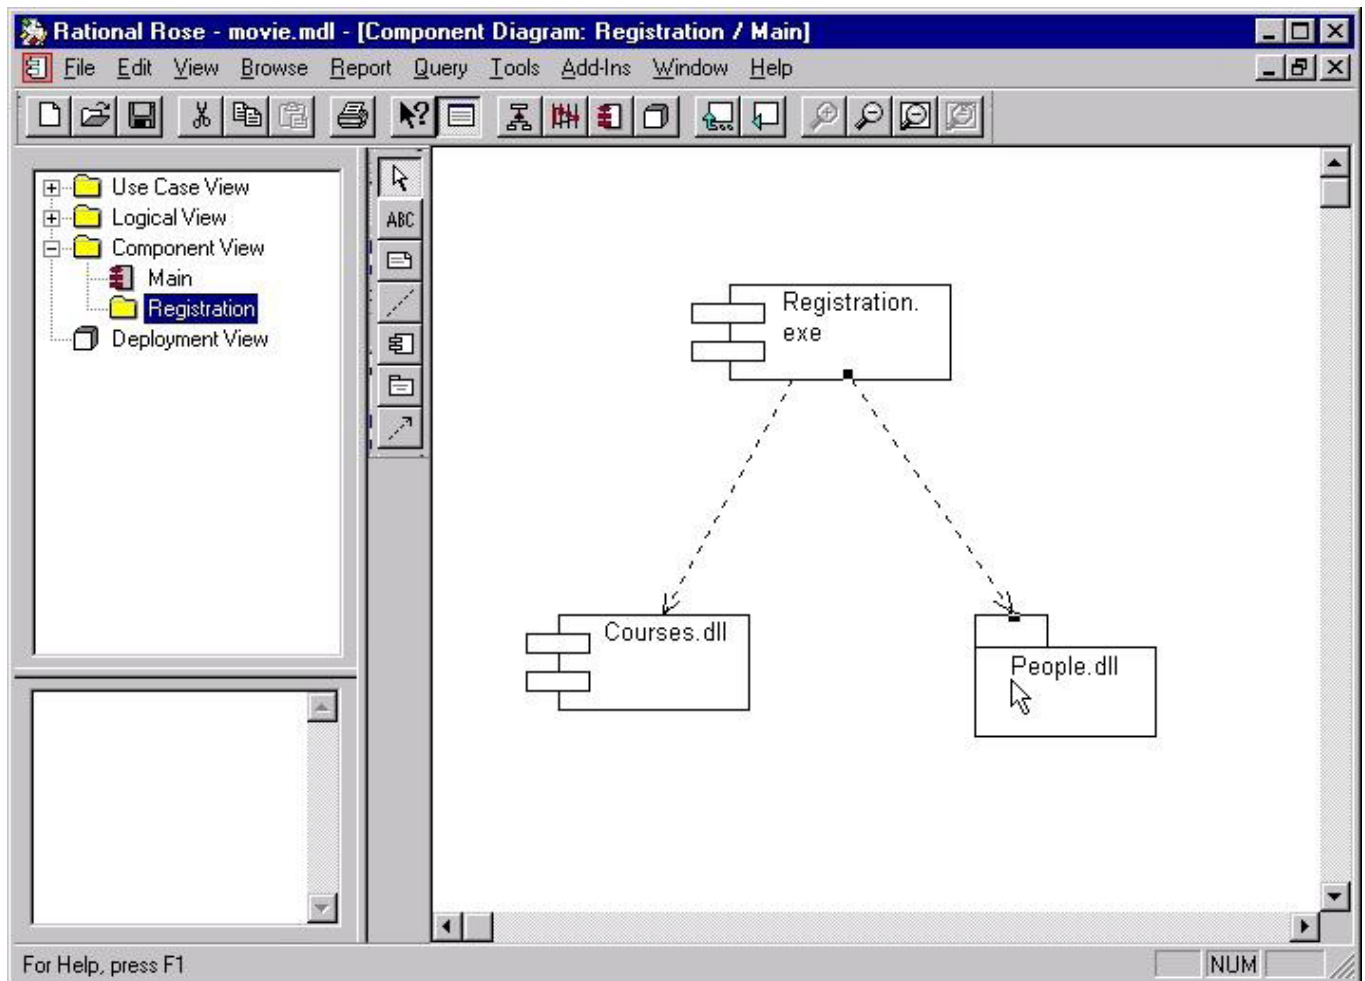 Rational Rose - movie.mdl - [Component Diagram: Registration / Main]
File Edit View Browse Report Query Tools Add-Ins Window Help
Use Case View
Logical View
Component View
Main
Registration
Deployment View
ABC
Registration.
exe
Courses.dll
People.dll
For Help, press F1
NUM